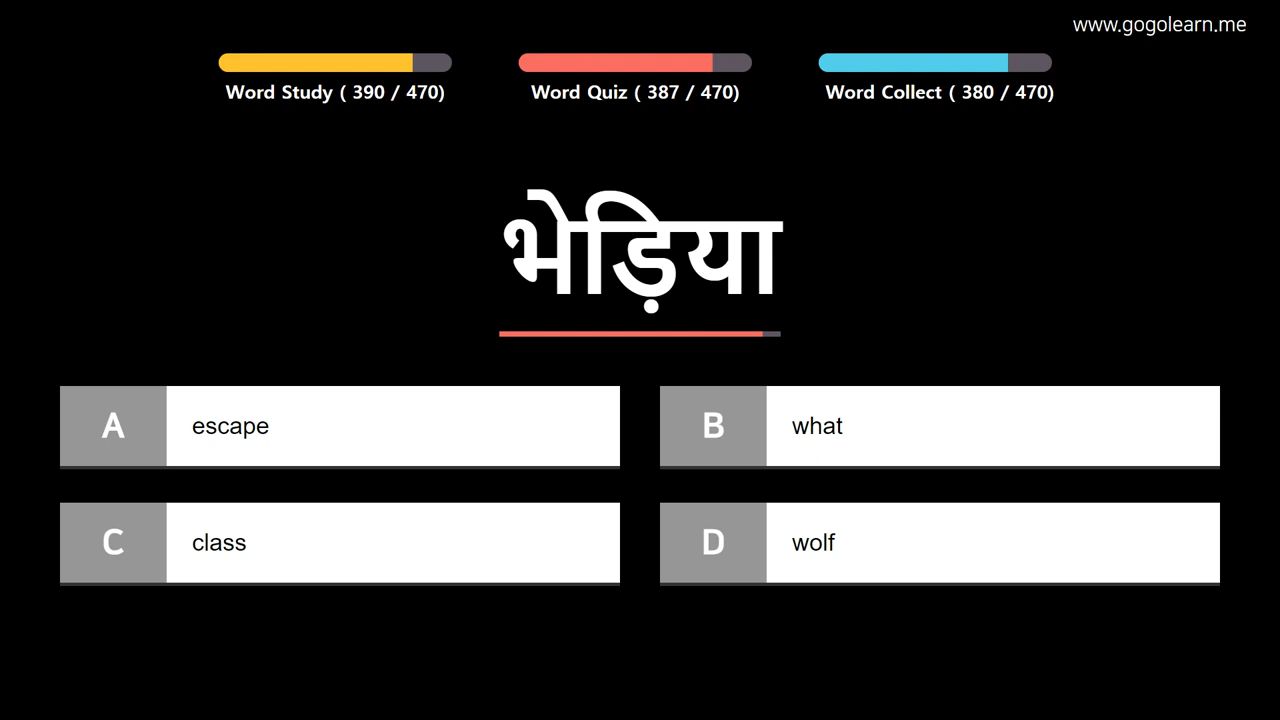 www.gogolearn.me
Word Study ( 390 / 470)
Word Quiz ( 387 / 470)
Word Collect ( 380 / 470)
भेड़िया
A escape
B what
C class
D wolf